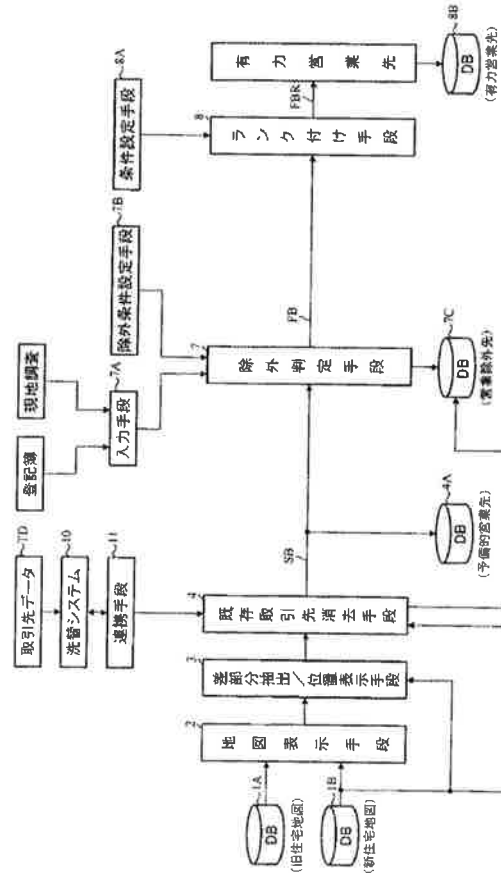 取引先データ
7D
洗替システム
10
連携手段
11
登記簿
現地調査
入力手段
7A
除外条件設定手段
7B
条件設定手段
8A
DB
1A
(旧住宅地図)
DB
1B
(新住宅地図)
2
地図表示手段
3
差部分抽出/位置表示手段
4
既存取引先消去手段
SB
DB
4A
(予備的営業先)
7
除外判定手段
DB
7C
(営業除外先)
FB
8
ランク付け手段
FBR
有力営業先
DB
8B
(有力営業先)